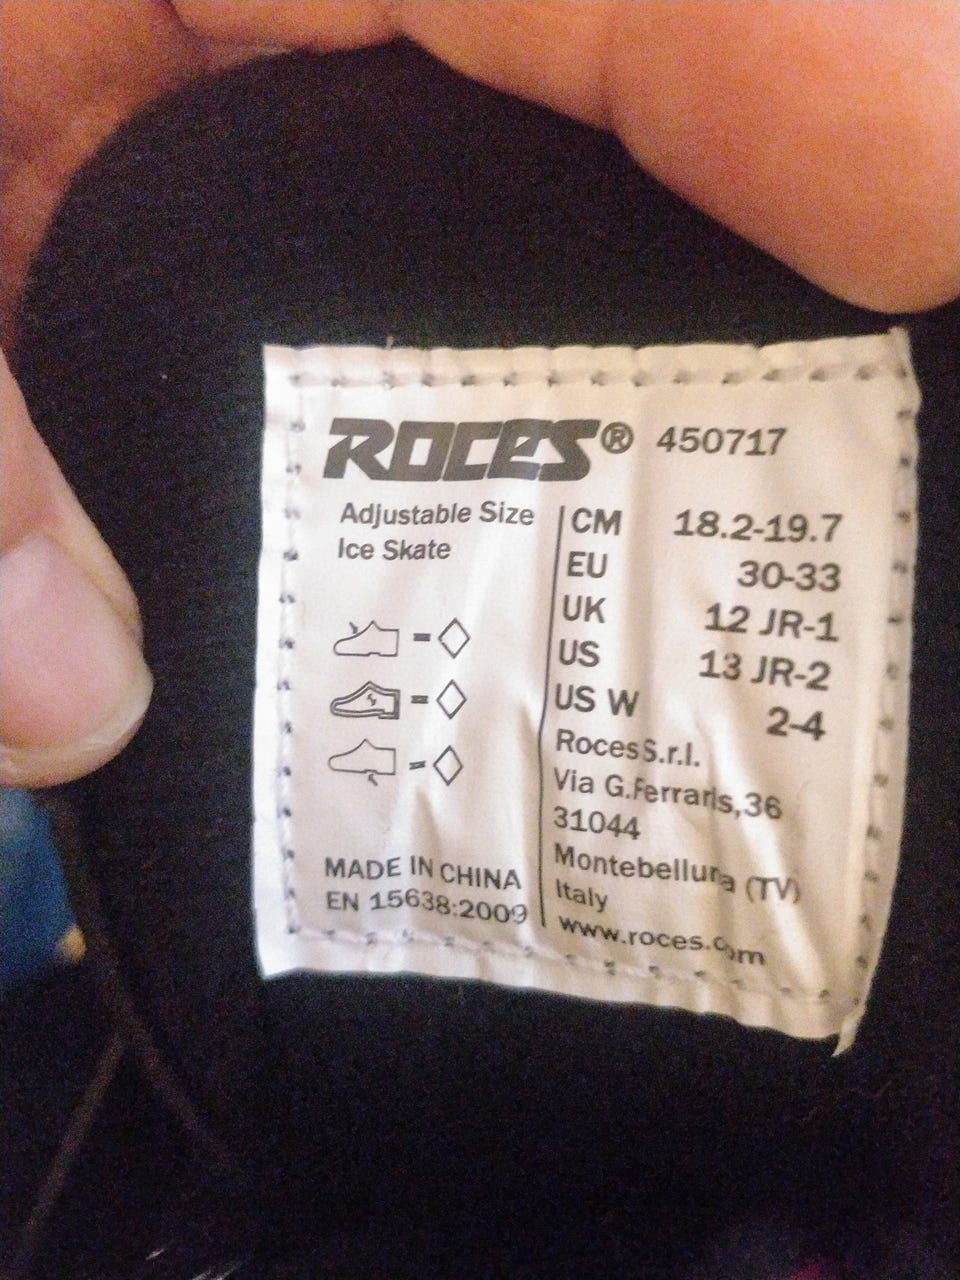 ROCES® 450717
Adjustable Size
Ice Skate
=
=
=
MADE IN CHINA
EN 15638:2009
CM 18.2-19.7
EU 30-33
UK 12 JR-1
US 13 JR-2
US W 2-4
Roces S.r.l.
Via G.Ferraris,36
31044
Montebelluna (TV)
Italy
www.roces.com